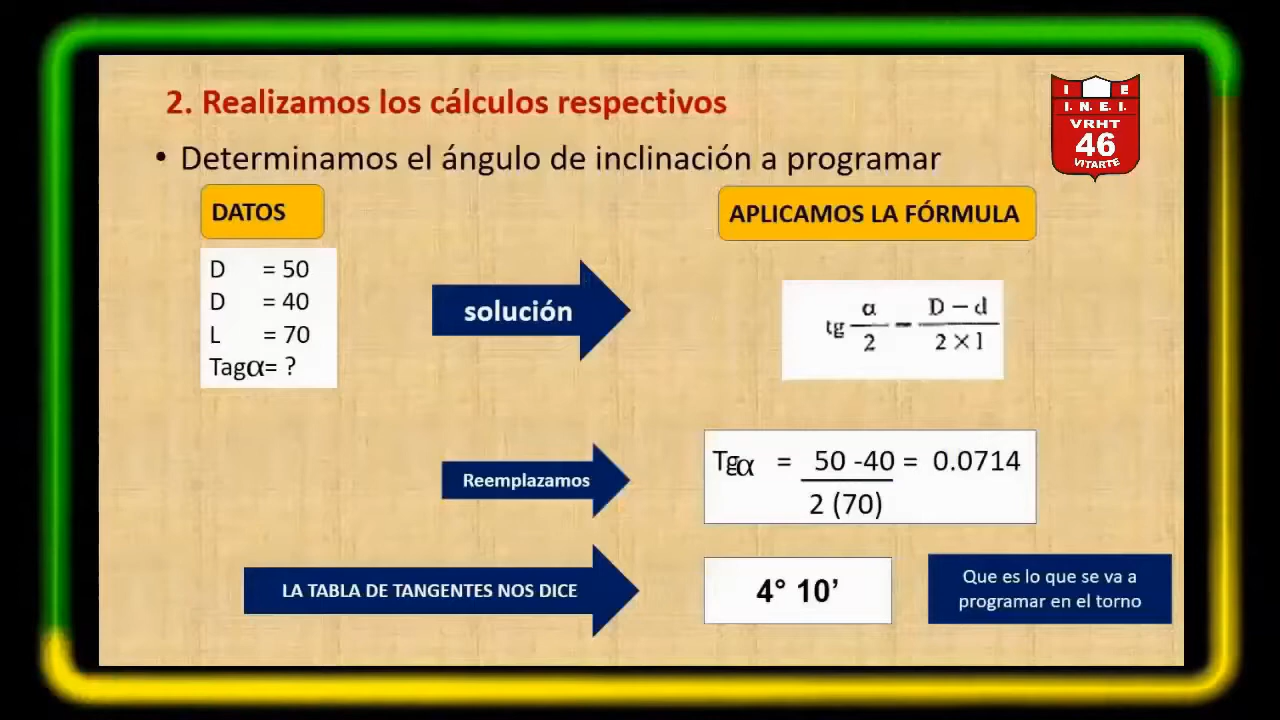 2. Realizamos los cálculos respectivos
I E
I. N. E. I.
VRHT
46
VITARTE
• Determinamos el ángulo de inclinación a programar
DATOS
APLICAMOS LA FÓRMULA
D = 50
D = 40
L = 70
Tagα= ?
solución
tg α/2 = D – d / 2 × l
Reemplazamos
Tgα = 50 -40 = 0.0714
2 (70)
LA TABLA DE TANGENTES NOS DICE
4° 10’
Que es lo que se va a
programar en el torno